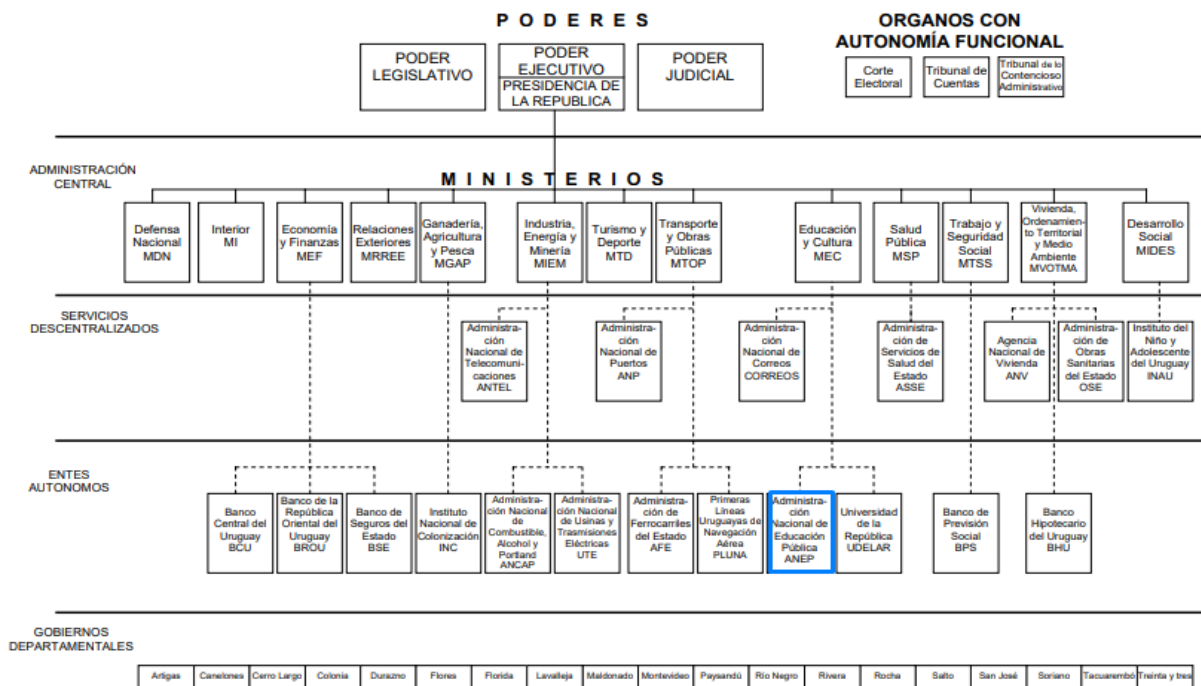 P O D E R E S
ORGANOS CON
AUTONOMÍA FUNCIONAL
PODER
LEGISLATIVO
PODER
EJECUTIVO
PRESIDENCIA DE
LA REPUBLICA
PODER
JUDICIAL
Corte
Electoral
Tribunal de
Cuentas
Tribunal de lo
Contencioso
Administrativo
ADMINISTRACIÓN
CENTRAL
M I N I S T E R I O S
Defensa
Nacional
MDN
Interior
MI
Economía
y Finanzas
MEF
Relaciones
Exteriores
MRREE
Ganadería,
Agricultura
y Pesca
MGAP
Industria,
Energía y
Minería
MIEM
Turismo y
Deporte
MTD
Transporte
y Obras
Públicas
MTOP
Educación
y Cultura
MEC
Salud
Pública
MSP
Trabajo y
Seguridad
Social
MTSS
Vivienda,
Ordenamien-
to Territorial
y Medio
Ambiente
MVOTMA
Desarrollo
Social
MIDES
SERVICIOS
DESCENTRALIZADOS
Administra-
ción
Nacional de
Telecomuni-
caciones
ANTEL
Administra-
ción
Nacional de
Puertos
ANP
Administra-
ción
Nacional de
Correos
CORREOS
Administra-
ción de
Servicios de
Salud del
Estado
ASSE
Agencia
Nacional de
Vivienda
ANV
Administra-
ción de
Obras
Sanitarias
del Estado
OSE
Instituto del
Niño y
Adolescente
del Uruguay
INAU
ENTES
AUTONOMOS
Banco
Central del
Uruguay
BCU
Banco de la
República
Oriental del
Uruguay
BROU
Banco de
Seguros del
Estado
BSE
Instituto
Nacional de
Colonización
INC
Administra-
ción Nacional
de
Combustible,
Alcohol y
Portland
ANCAP
Administra-
ción Nacional
de Usinas y
Trasmisiones
Eléctricas
UTE
Administra-
ción de
Ferrocarriles
del Estado
AFE
Primeras
Líneas
Uruguayas de
Navegación
Aérea
PLUNA
Administra-
ción
Nacional de
Educación
Pública
ANEP
Universidad
de la
República
UDELAR
Banco de
Previsión
Social
BPS
Banco
Hipotecario
del Uruguay
BHU
GOBIERNOS
DEPARTAMENTALES
Artigas
Canelones
Cerro Largo
Colonia
Durazno
Flores
Florida
Lavalleja
Maldonado
Montevideo
Paysandú
Río Negro
Rivera
Rocha
Salto
San José
Soriano
Tacuarembó
Treinta y tres